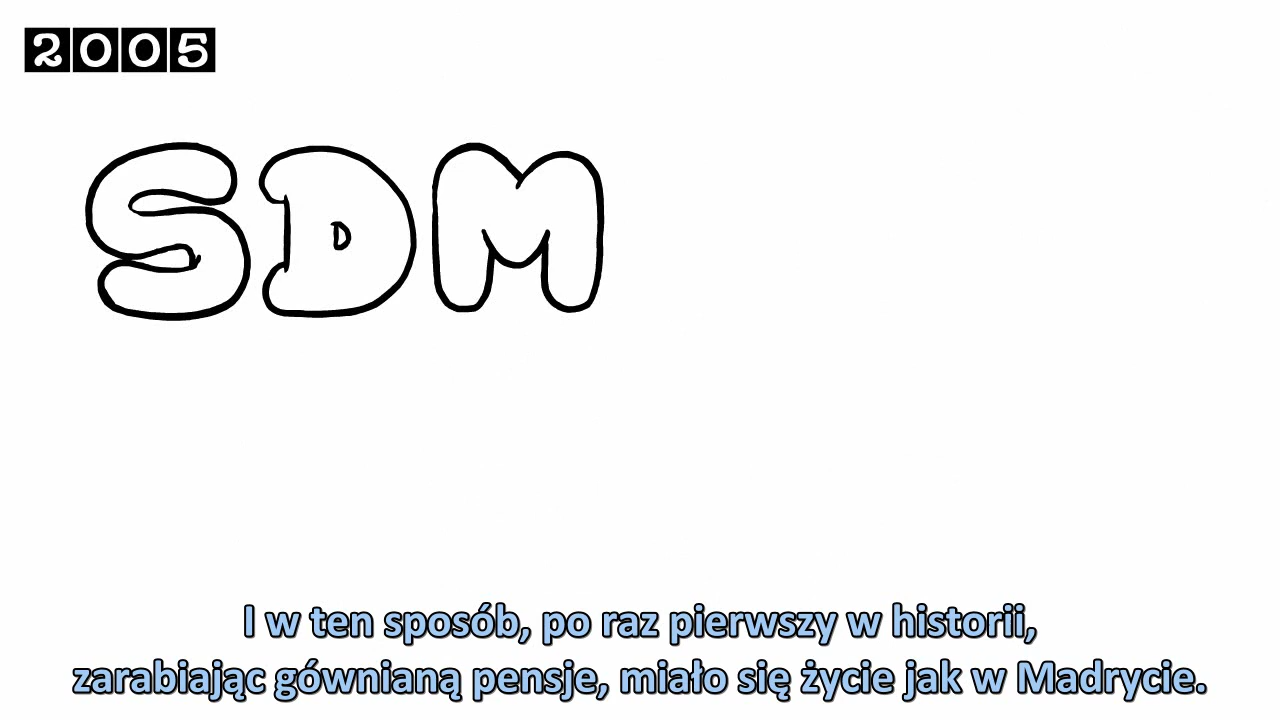 2005
SDM
I w ten sposób, po raz pierwszy w historii,
zarabiając gównianą pensje, miało się życie jak w Madrycie.